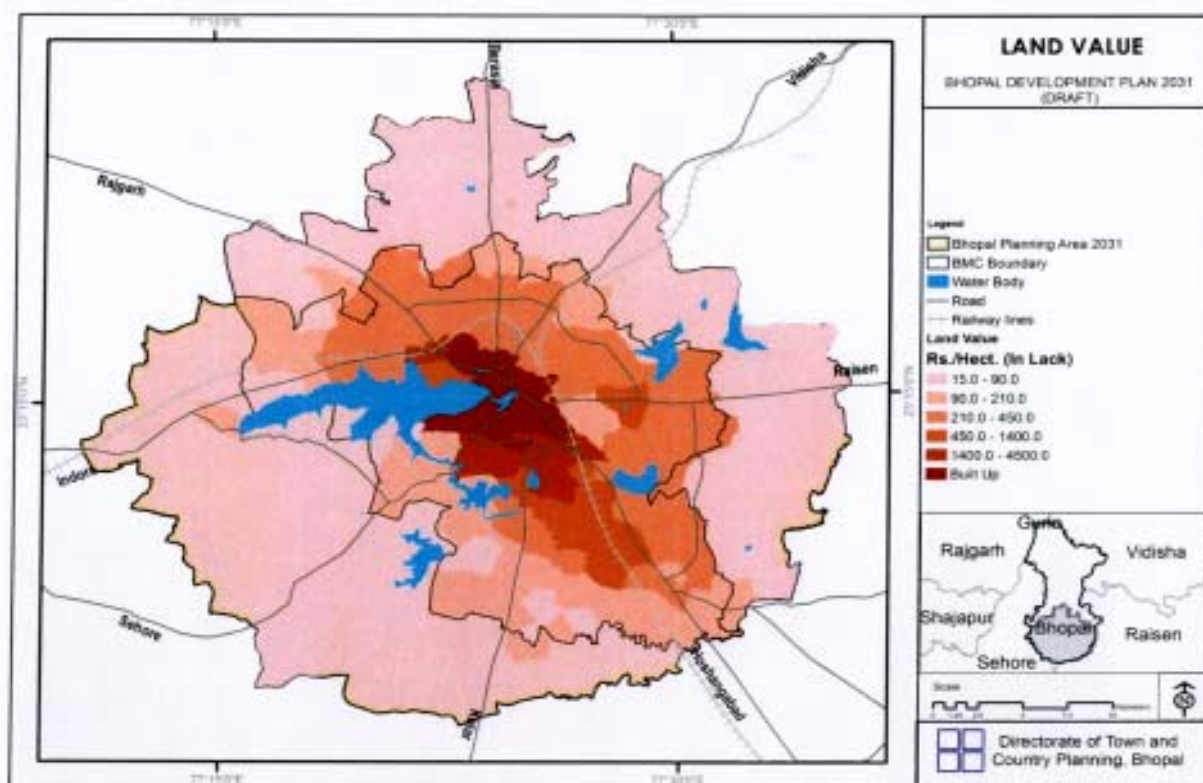 LAND VALUE
BHOPAL DEVELOPMENT PLAN 2031
(DRAFT)
Legend
Bhopal Planning Area 2031
BMC Boundary
Water Body
Road
Railway lines
Land Value
Rs./Hect. (In Lack)
15.0 - 90.0
90.0 - 210.0
210.0 - 450.0
450.0 - 1400.0
1400.0 - 4600.0
Built Up
Vidisha
Rajgarh
Raisen
Indore
Sehore
Hoshangabad
Guna
Rajgarh
Vidisha
Shajapur
Bhopal
Raisen
Sehore
Scale
Directorate of Town and
Country Planning, Bhopal